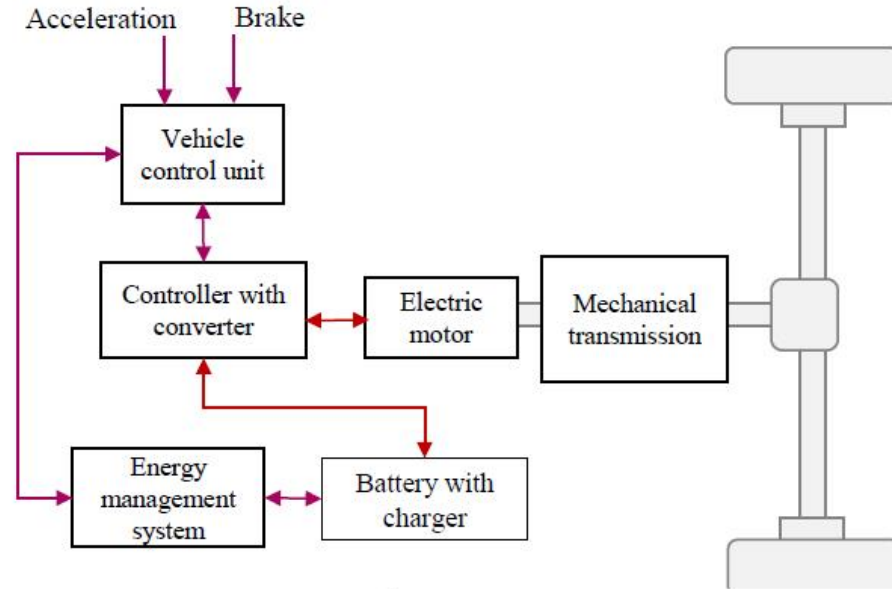 Acceleration
Brake
Vehicle
control unit
Controller with
converter
Electric
motor
Mechanical
transmission
Energy
management
system
Battery with
charger